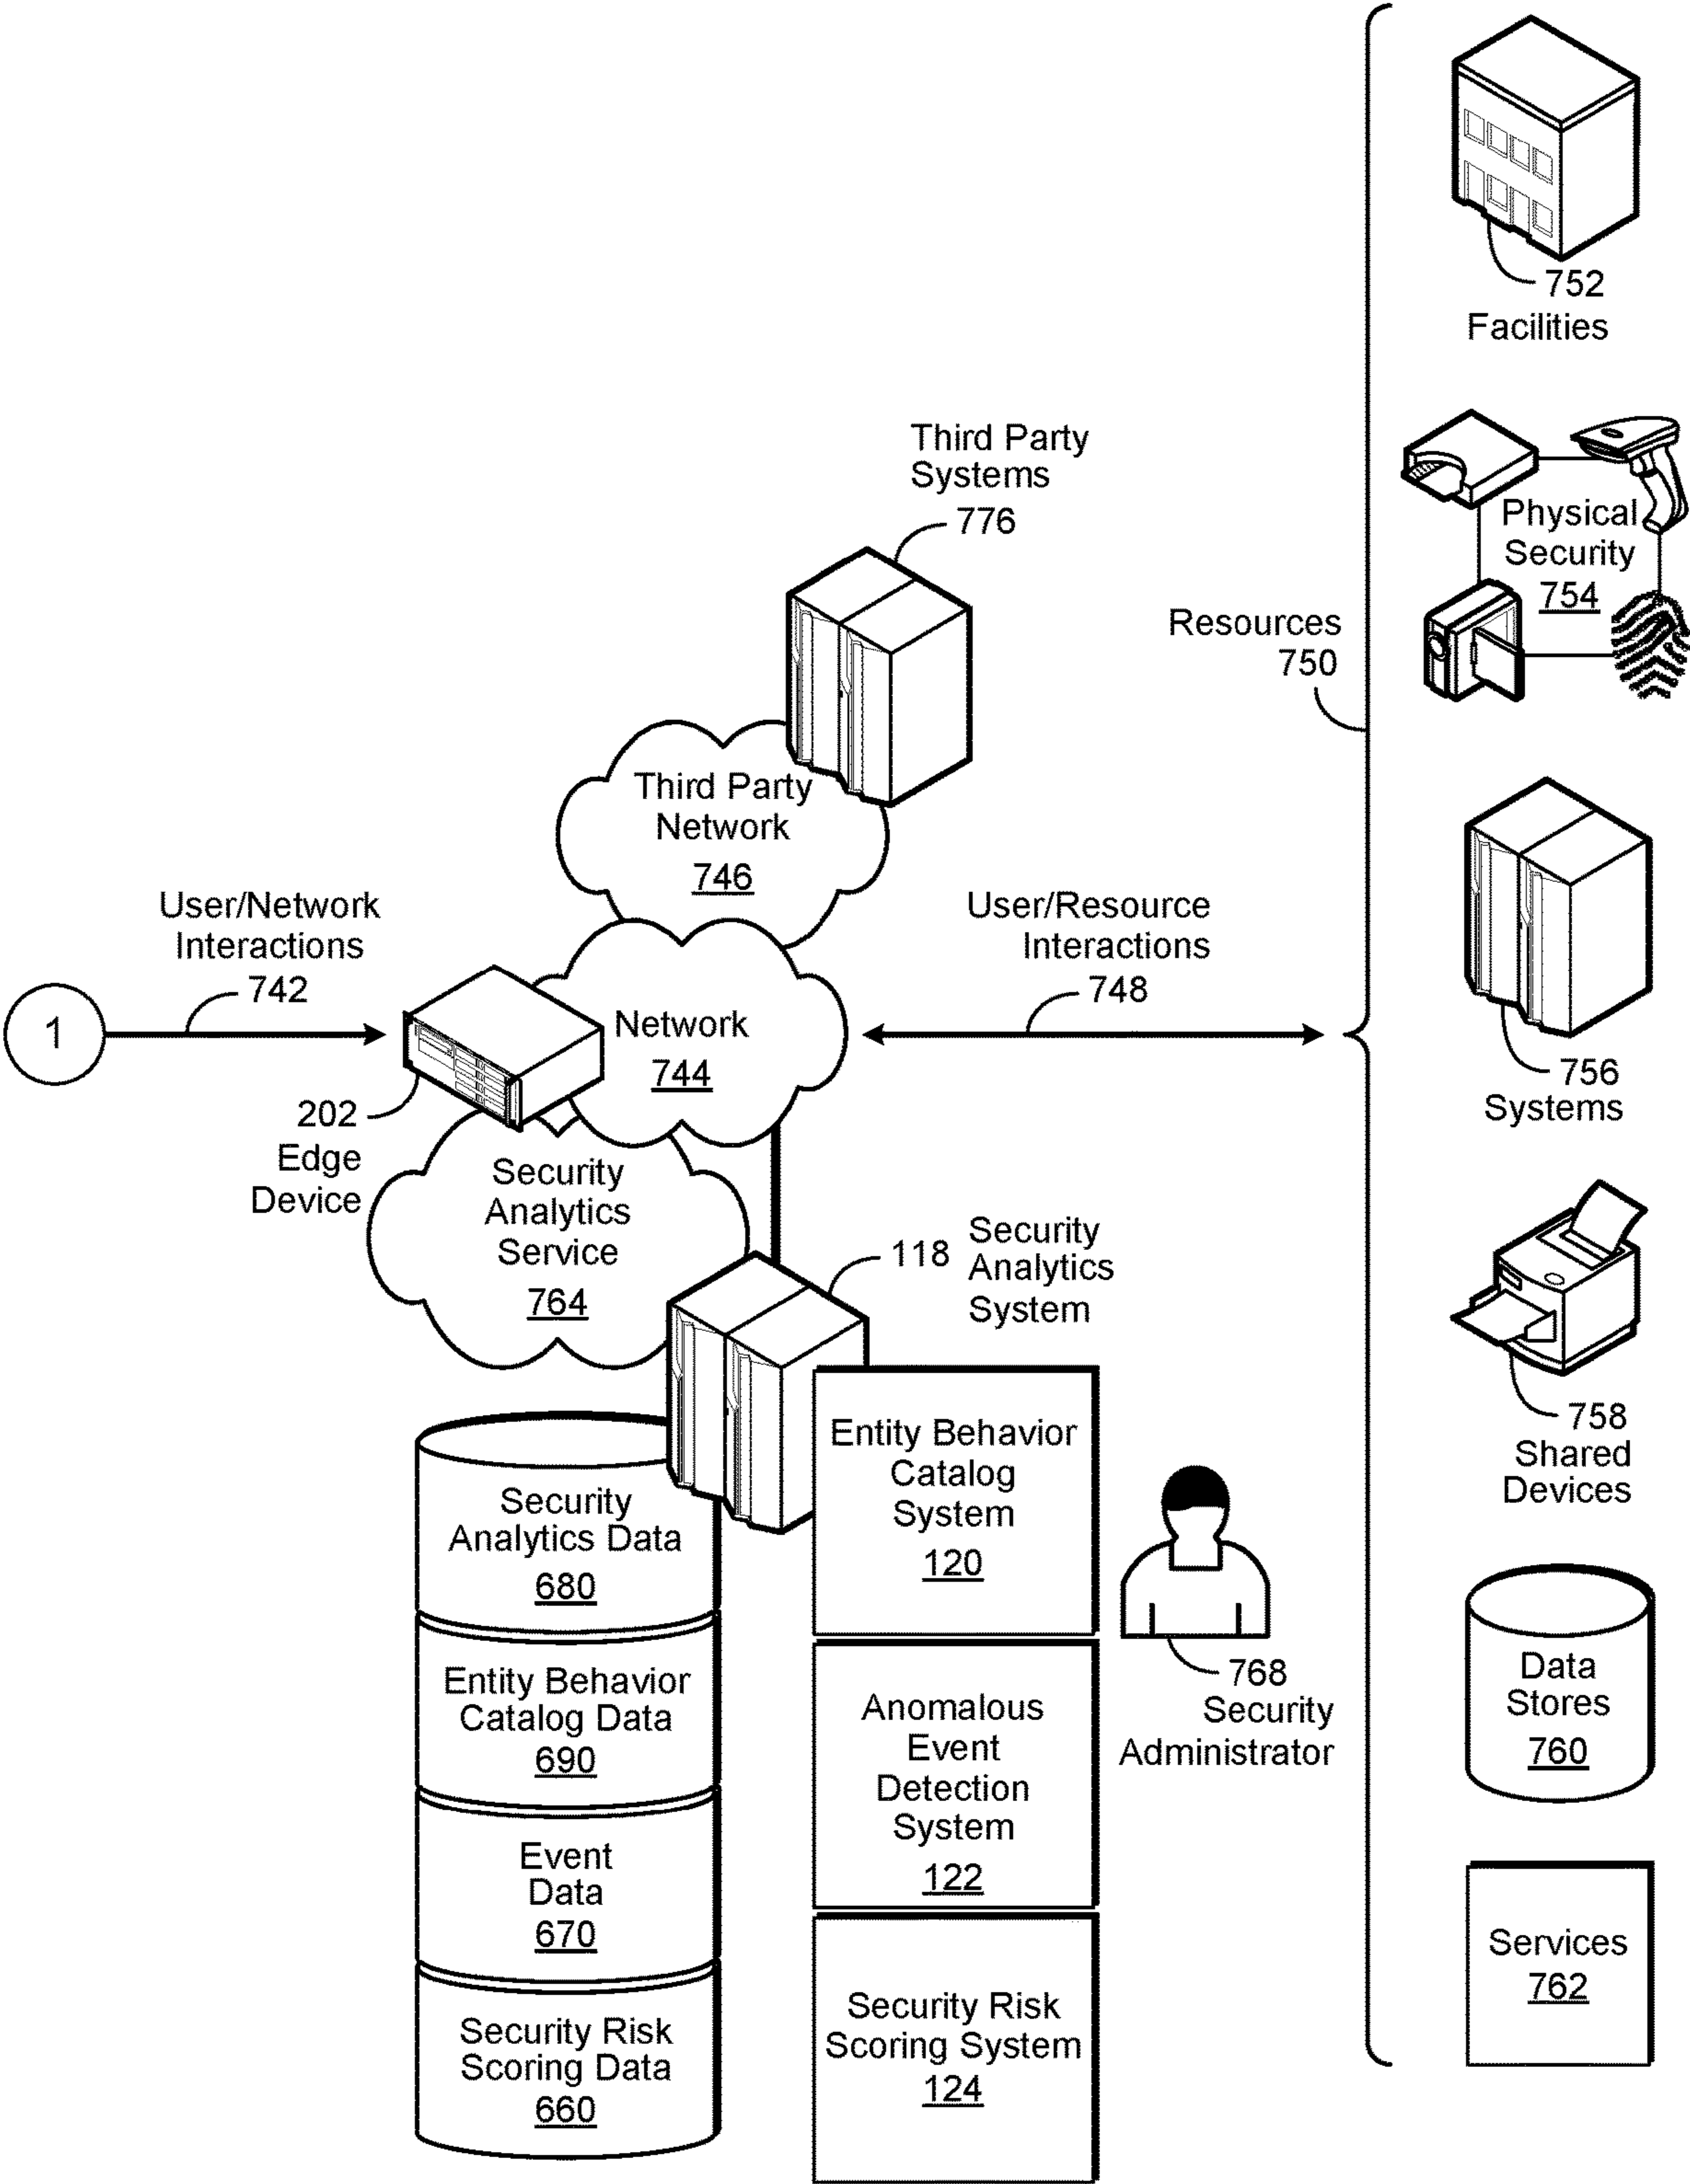 752
Facilities
Third Party
Systems
776
Physical
Security
754
Resources
750
Third Party
Network
746
User/Network
Interactions
742
User/Resource
Interactions
748
1
Network
744
756
Systems
202
Edge
Device
Security
Analytics
Service
764
118
Security
Analytics
System
758
Shared
Devices
Entity Behavior
Catalog
System
120
Security
Analytics Data
680
768
Security
Administrator
Data
Stores
760
Entity Behavior
Catalog Data
690
Anomalous
Event
Detection
System
122
Event
Data
670
Services
762
Security Risk
Scoring System
124
Security Risk
Scoring Data
660